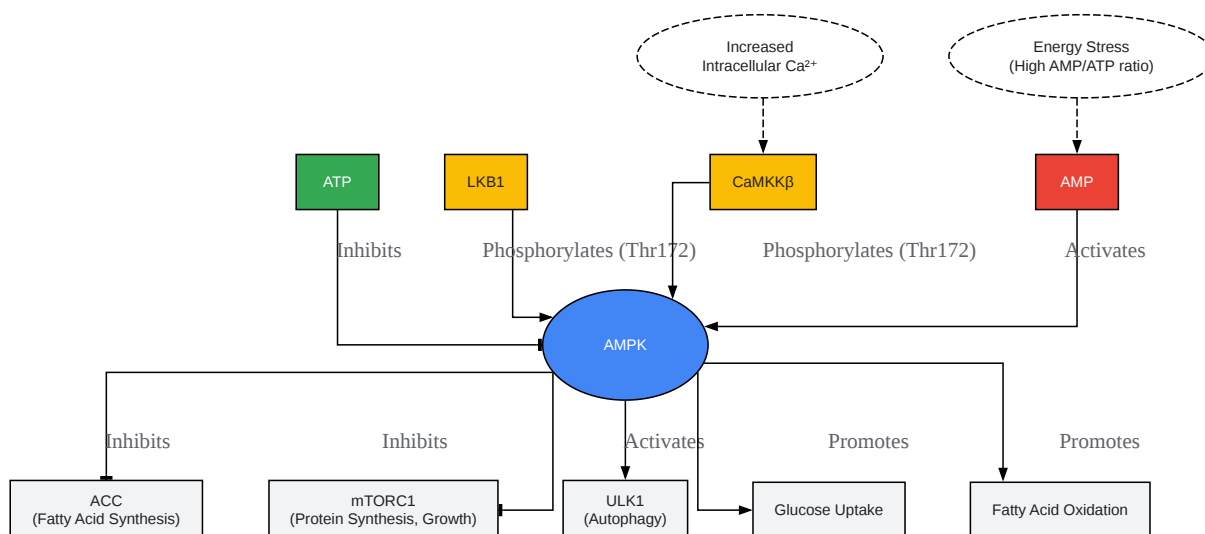 Increased
Intracellular Ca²⁺
Energy Stress
(High AMP/ATP ratio)
ATP
LKB1
CaMKKβ
AMP
Inhibits
Phosphorylates (Thr172)
Phosphorylates (Thr172)
Activates
AMPK
Inhibits
Inhibits
Activates
Promotes
Promotes
ACC
(Fatty Acid Synthesis)
mTORC1
(Protein Synthesis, Growth)
ULK1
(Autophagy)
Glucose Uptake
Fatty Acid Oxidation